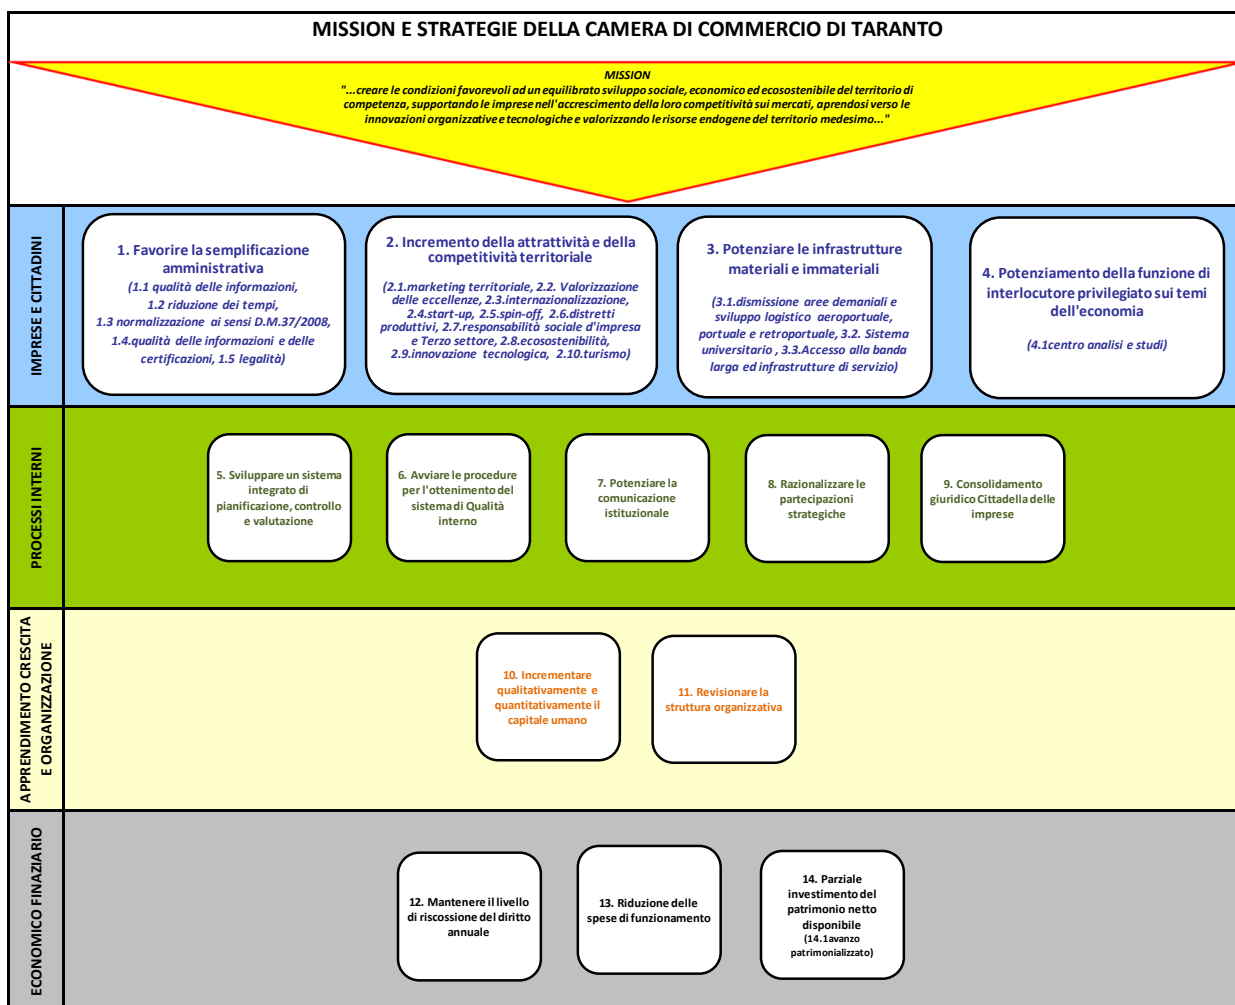 MISSION E STRATEGIE DELLA CAMERA DI COMMERCIO DI TARANTO
MISSION
"...creare le condizioni favorevoli ad un equilibrato sviluppo sociale, economico ed ecosostenibile del territorio di
competenza, supportando le imprese nell'accrescimento della loro competitività sui mercati, aprendosi verso le
innovazioni organizzative e tecnologiche e valorizzando le risorse endogene del territorio medesimo..."
IMPRESE E CITTADINI
1. Favorire la semplificazione
amministrativa
(1.1 qualità delle informazioni,
1.2 riduzione dei tempi,
1.3 normalizzazione ai sensi D.M.37/2008,
1.4.qualità delle informazioni e delle
certificazioni, 1.5 legalità)
2. Incremento della attrattività e della
competitività territoriale
(2.1.marketing territoriale, 2.2. Valorizzazione
delle eccellenze, 2.3.internazionalizzazione,
2.4.start-up, 2.5.spin-off, 2.6.distretti
produttivi, 2.7.responsabilità sociale d'impresa
e Terzo settore, 2.8.ecosostenibilità,
2.9.innovazione tecnologica, 2.10.turismo)
3. Potenziare le infrastrutture
materiali e immateriali
(3.1.dismissione aree demaniali e
sviluppo logistico aeroportuale,
portuale e retroportuale, 3.2. Sistema
universitario , 3.3.Accesso alla banda
larga ed infrastrutture di servizio)
4. Potenziamento della funzione di
interlocutore privilegiato sui temi
dell'economia
(4.1centro analisi e studi)
PROCESSI INTERNI
5. Sviluppare un sistema
integrato di
pianificazione, controllo
e valutazione
6. Avviare le procedure
per l'ottenimento del
sistema di Qualità
interno
7. Potenziare la
comunicazione
istituzionale
8. Razionalizzare le
partecipazioni
strategiche
9. Consolidamento
giuridico Cittadella delle
imprese
APPRENDIMENTO CRESCITA
E ORGANIZZAZIONE
10. Incrementare
qualitativamente e
quantitativamente il
capitale umano
11. Revisionare la
struttura organizzativa
ECONOMICO FINAZIARIO
12. Mantenere il livello
di riscossione del diritto
annuale
13. Riduzione delle
spese di funzionamento
14. Parziale
investimento del
patrimonio netto
disponibile
(14.1avanzo
patrimonializzato)